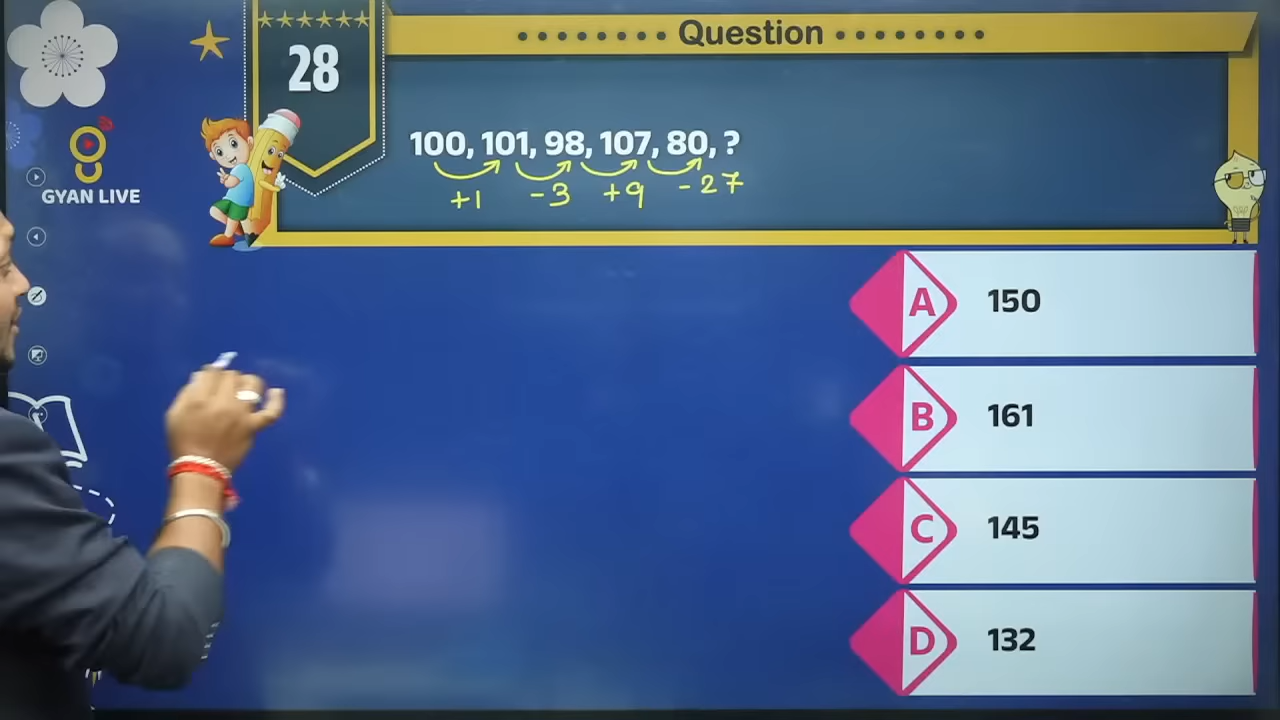 Question
28
GYAN LIVE
100, 101, 98, 107, 80, ?
+1 -3 +9 -27
A 150
B 161
C 145
D 132